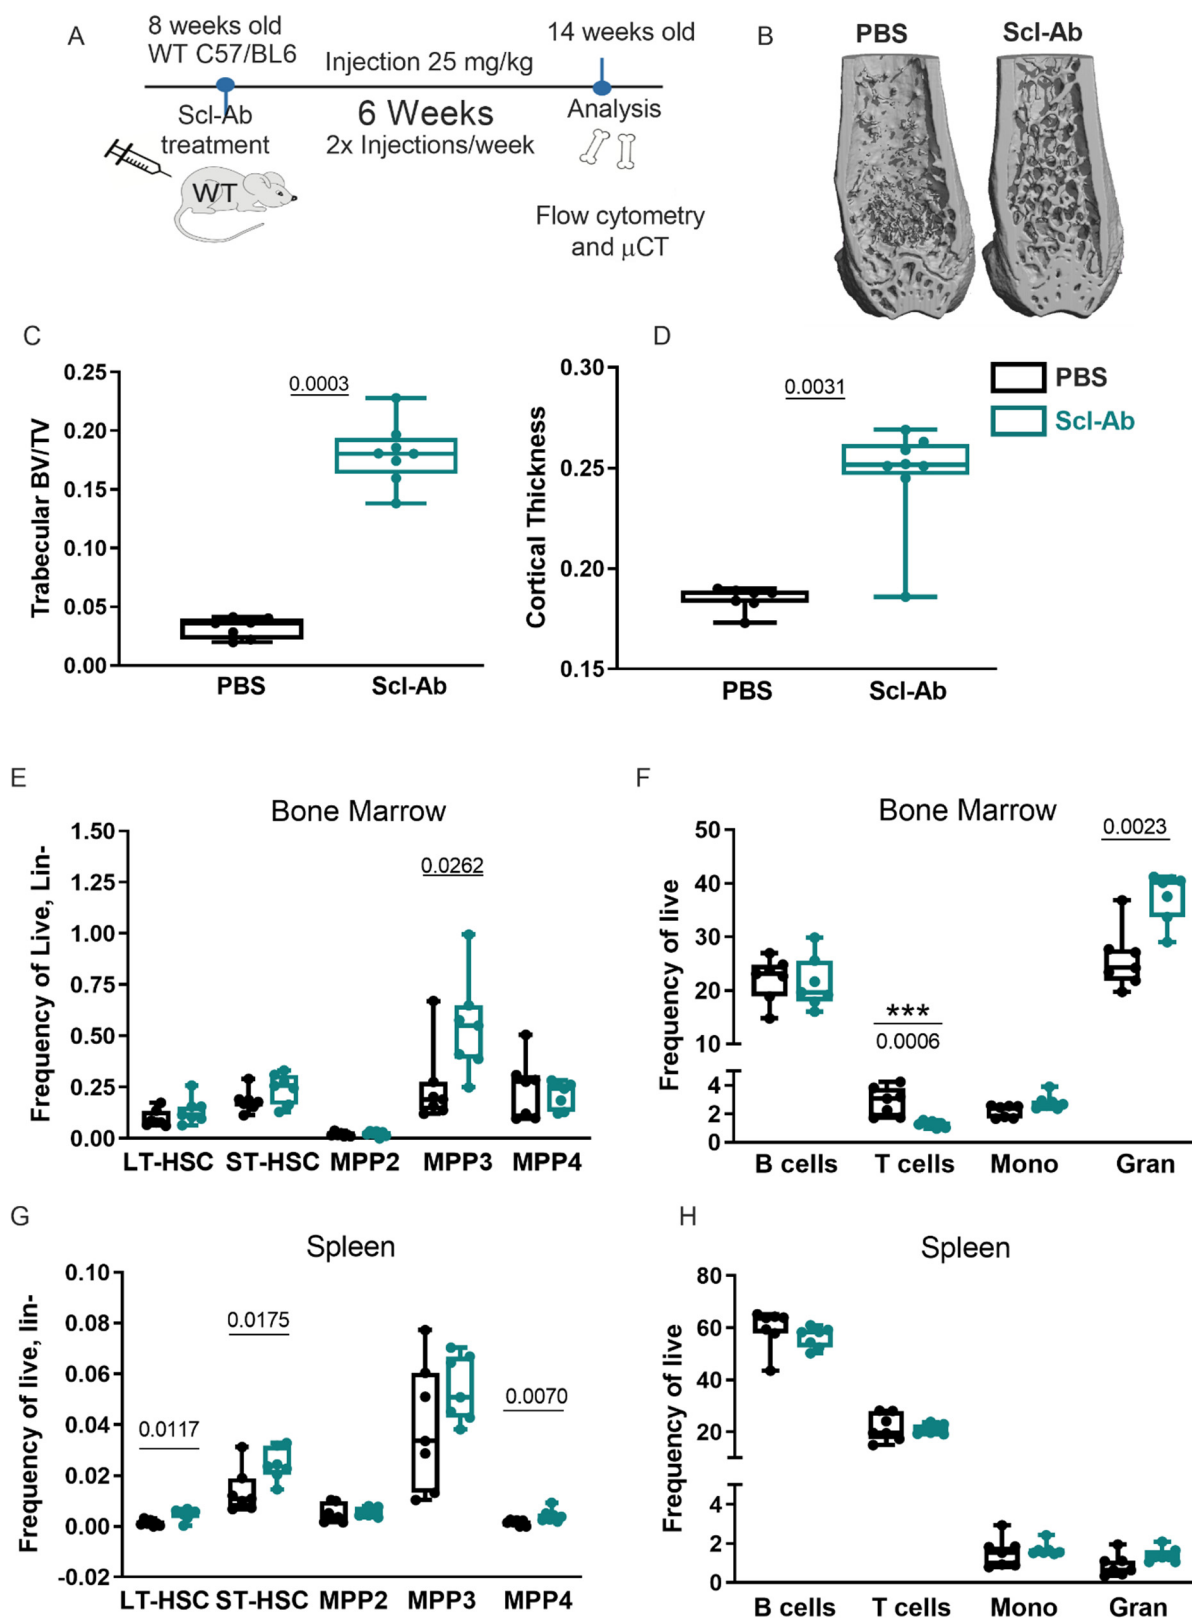 A
8 weeks old
WT C57/BL6
Injection 25 mg/kg
14 weeks old
Scl-Ab
treatment
6 Weeks
2x Injections/week
Analysis
WT
Flow cytometry
and μCT
B
PBS
Scl-Ab
C
Trabecular BV/TV
0.25
0.20
0.15
0.10
0.05
0.00
0.0003
PBS
Scl-Ab
D
Cortical Thickness
0.30
0.25
0.20
0.15
0.0031
PBS
Scl-Ab
PBS
Scl-Ab
E
Bone Marrow
Frequency of Live, Lin-
1.50
1.25
1.00
0.75
0.50
0.25
0.00
0.0262
LT-HSC
ST-HSC
MPP2
MPP3
MPP4
F
Bone Marrow
Frequency of live
50
40
30
20
10
4
2
0
***
0.0006
0.0023
B cells
T cells
Mono
Gran
G
Spleen
Frequency of live, lin-
0.10
0.08
0.06
0.04
0.02
0.00
-0.02
0.0117
0.0175
0.0070
LT-HSC
ST-HSC
MPP2
MPP3
MPP4
H
Spleen
Frequency of live
80
60
40
20
4
2
0
B cells
T cells
Mono
Gran